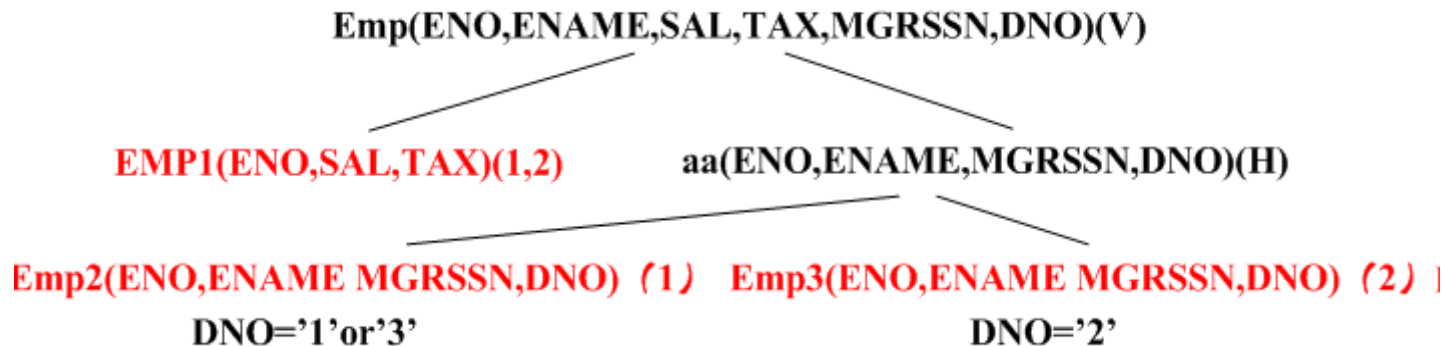 Emp(ENO,ENAME,SAL,TAX,MGRSSN,DNO)(V)
EMP1(ENO,SAL,TAX)(1,2) aa(ENO,ENAME,MGRSSN,DNO)(H)
Emp2(ENO,ENAME MGRSSN,DNO)（1） Emp3(ENO,ENAME MGRSSN,DNO)（2）
DNO=’1’or’3’ DNO=’2’